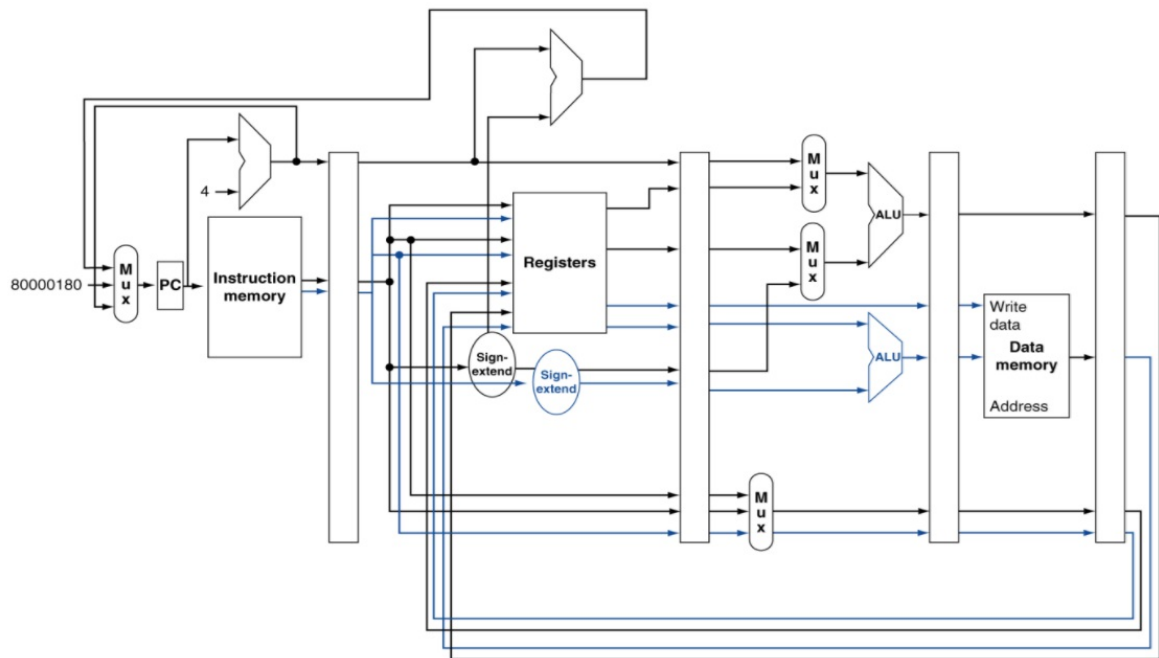 M
u
x
ALU
4
M
u
x
80000180
PC
Instruction
memory
Registers
M
u
x
Write
data
Data
memory
Address
ALU
Sign-
extend
Sign-
extend
M
u
x